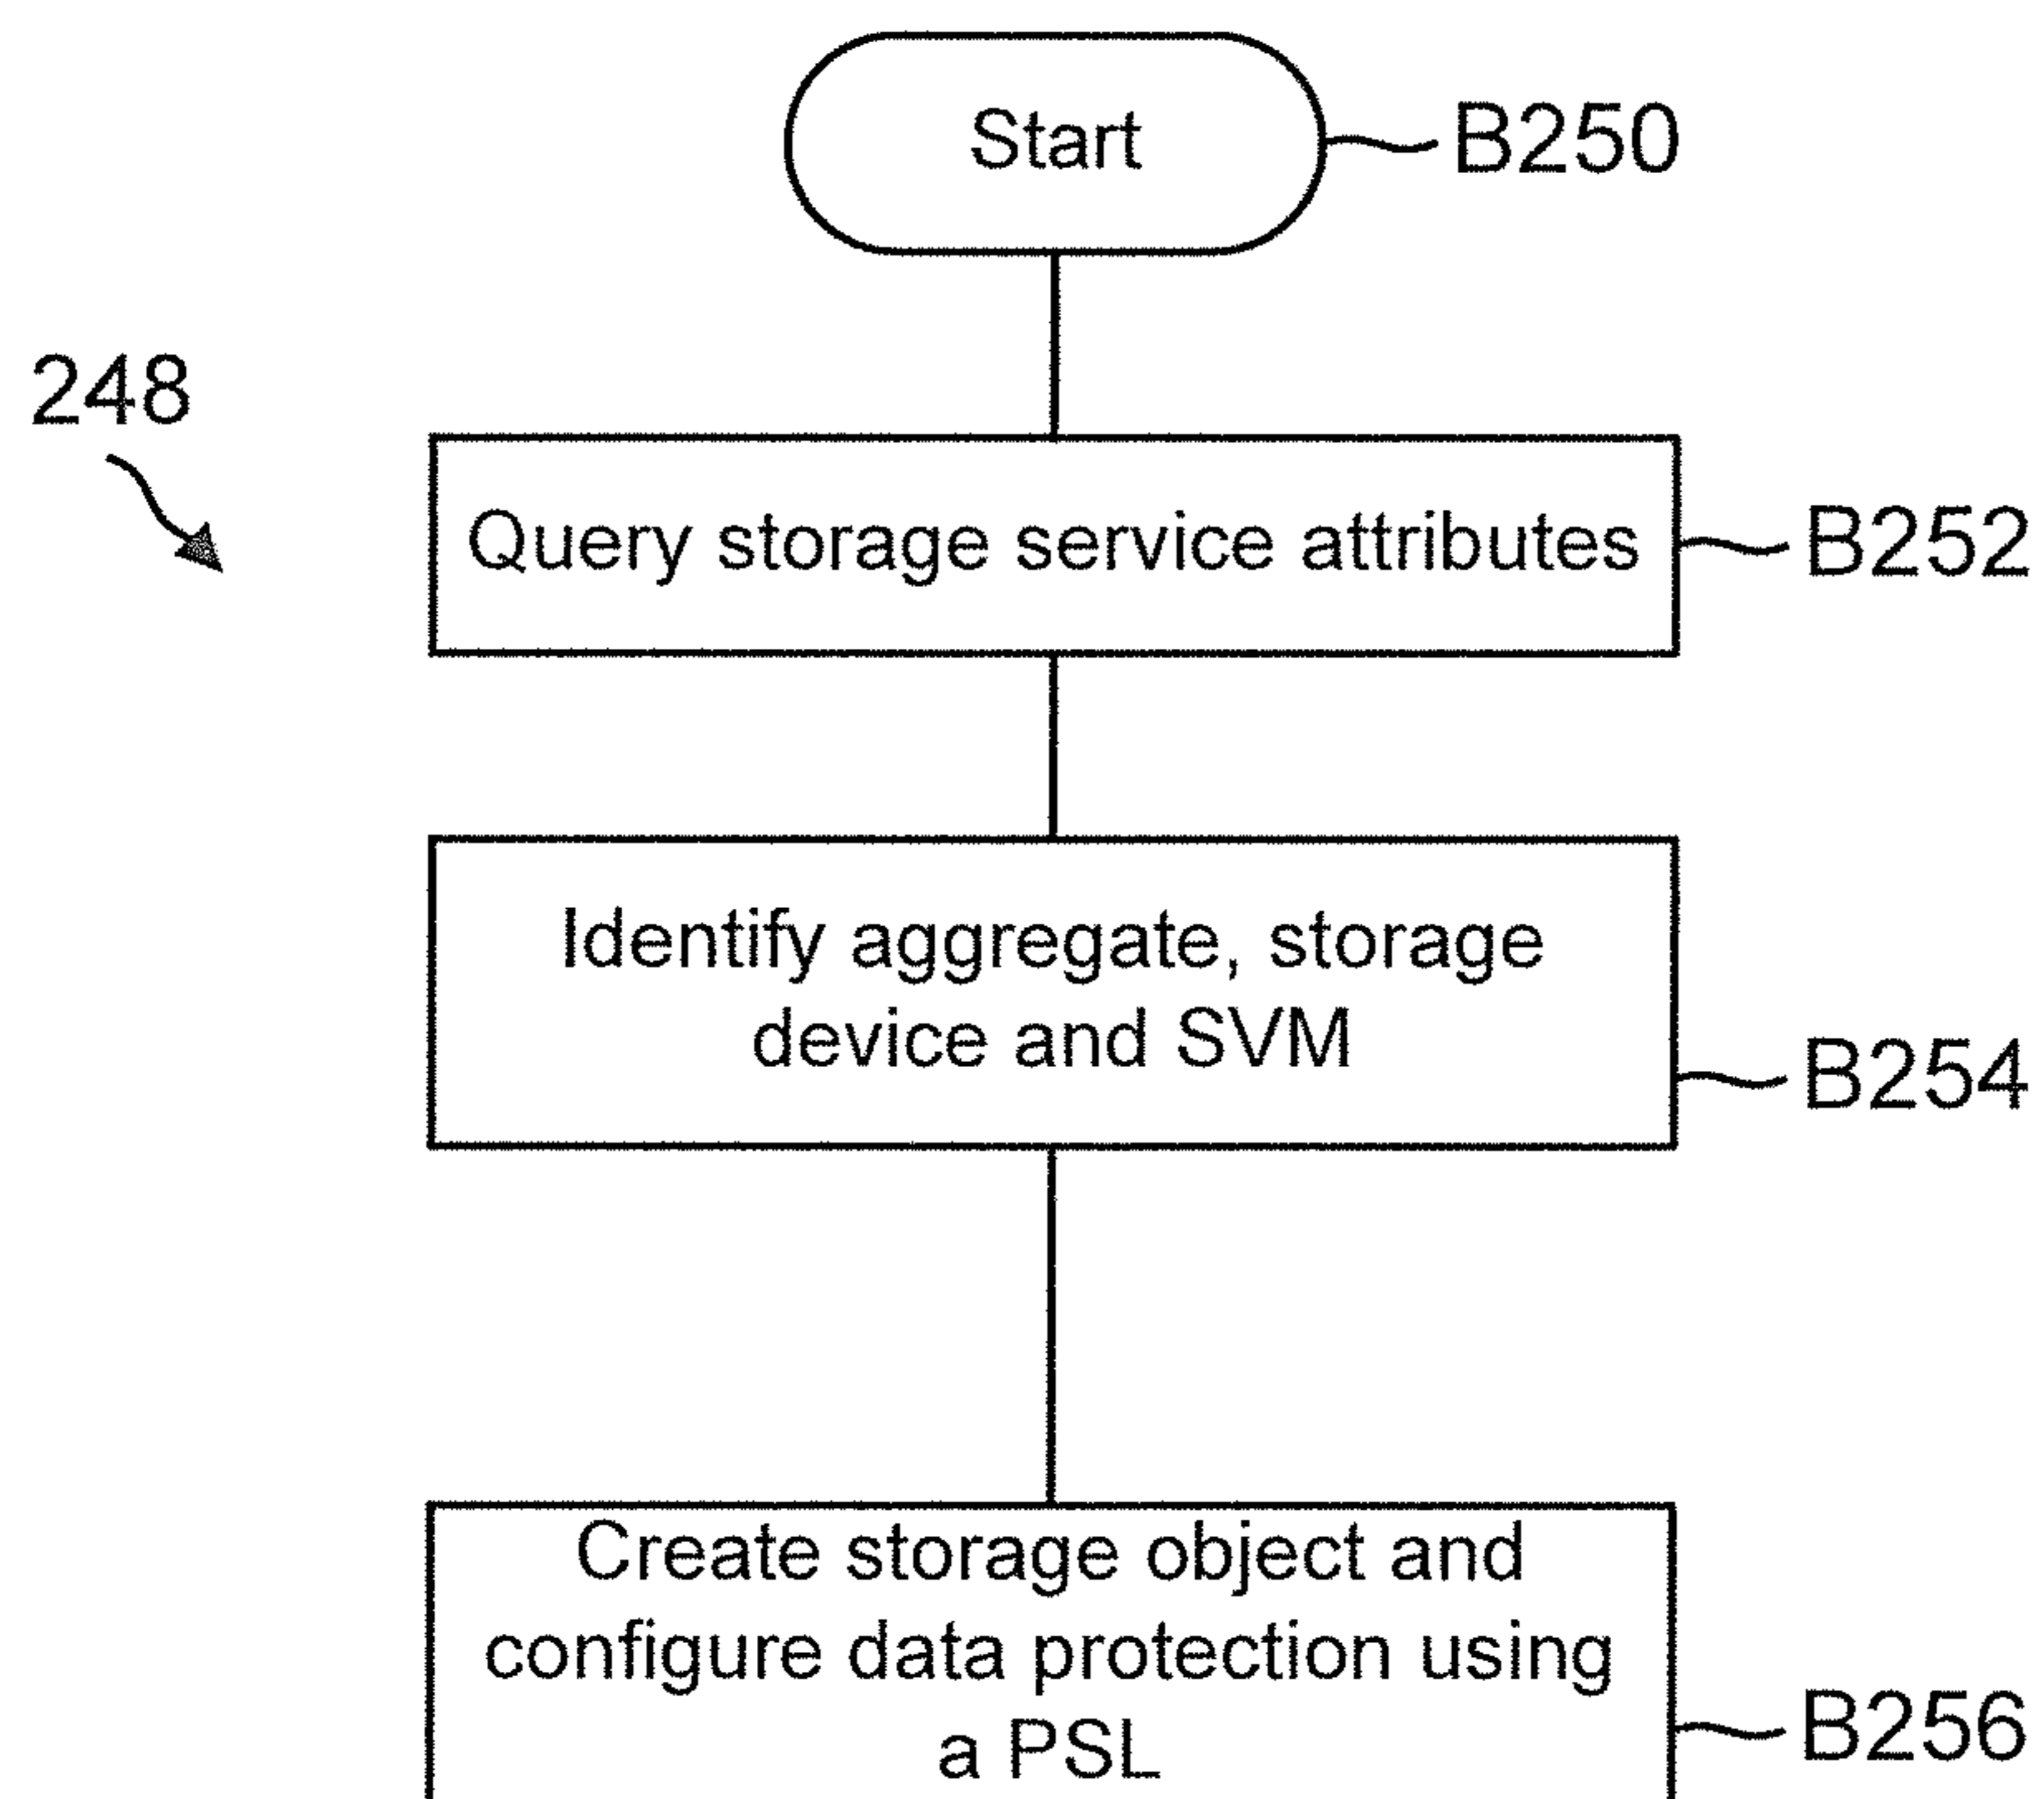 Start
B250
248
Query storage service attributes
B252
Identify aggregate, storage
device and SVM
B254
Create storage object and
configure data protection using
a PSL
B256